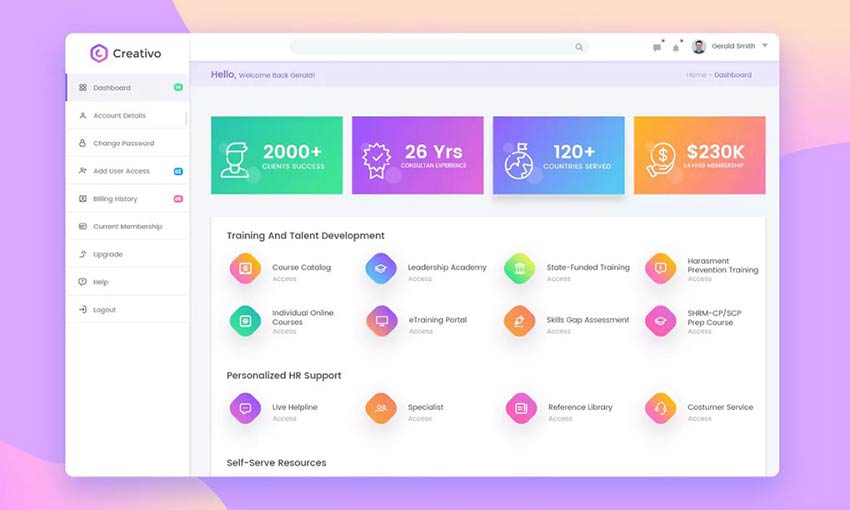 Creativo
Gerald Smith
Hello, Welcome Back Gerald!
Home - Dashboard
Dashboard
Account Details
Change Password
Add User Access 02
Billing History
Current Membership
Upgrade
Help
Logout
2000+
CLIENTS SUCCESS
26 Yrs
CONSULTAN EXPERIENCE
120+
COUNTRIES SERVED
$230K
SAVING MEMBERSHIP
Training And Talent Development
Course Catalog
Access
Leadership Academy
Access
State-Funded Training
Access
Harasment
Prevention Training
Access
Individual Online
Courses
Access
eTraining Portal
Access
Skills Gap Assessment
Access
SHRM-CP/SCP
Prep Course
Access
Personalized HR Support
Live Helpline
Access
Specialist
Access
Reference Library
Access
Costumer Service
Access
Self-Serve Resources